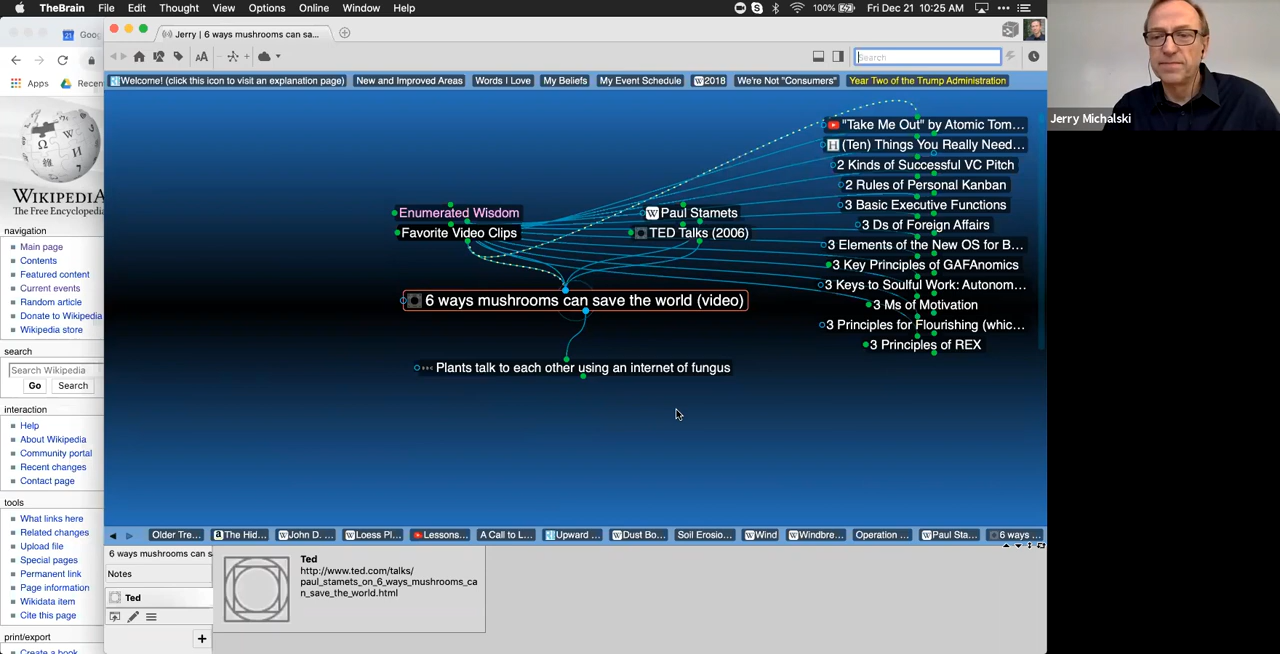 TheBrain File Edit Thought View Options Online Window Help
100% Fri Dec 21 10:25 AM
21
Jerry | 6 ways mushrooms can sa...
AA
Search
Apps Recen
Welcome! (click this icon to visit an explanation page) New and Improved Areas Words I Love My Beliefs My Event Schedule 2018 We're Not "Consumers" Year Two of the Trump Administration
WIKIPEDIA
The Free Encyclopedia
navigation
Main page
Contents
Featured content
Current events
Random article
Donate to Wikipedia
Wikipedia store
search
Search Wikipedia
Go Search
interaction
Help
About Wikipedia
Community portal
Recent changes
Contact page
tools
What links here
Related changes
Upload file
Special pages
Permanent link
Page information
Wikidata item
Cite this page
print/export
Create a book
Enumerated Wisdom
Favorite Video Clips
Paul Stamets
TED Talks (2006)
"Take Me Out" by Atomic Tom...
(Ten) Things You Really Need...
2 Kinds of Successful VC Pitch
2 Rules of Personal Kanban
3 Basic Executive Functions
3 Ds of Foreign Affairs
3 Elements of the New OS for B...
3 Key Principles of GAFAnomics
3 Keys to Soulful Work: Autonom...
3 Ms of Motivation
3 Principles for Flourishing (whic...
3 Principles of REX
6 ways mushrooms can save the world (video)
Plants talk to each other using an internet of fungus
Older Tre... The Hid... John D. ... Loess Pl... Lessons... A Call to L... Upward ... Dust Bo... Soil Erosio... Wind Windbre... Operation ... Paul Sta... 6 ways ...
6 ways mushrooms can s
Notes
Ted
Ted
http://www.ted.com/talks/
paul_stamets_on_6_ways_mushrooms_ca
n_save_the_world.html
Jerry Michalski